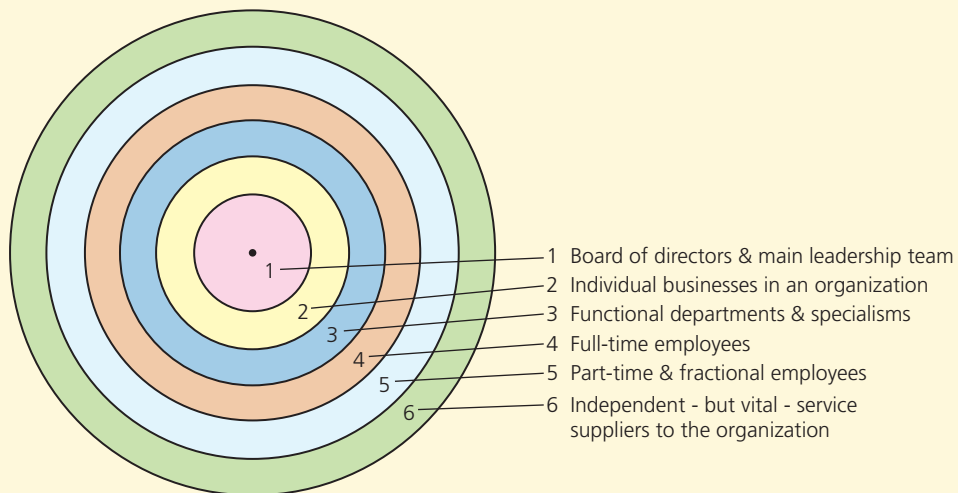 1
2
3
4
5
6
1 Board of directors & main leadership team
2 Individual businesses in an organization
3 Functional departments & specialisms
4 Full-time employees
5 Part-time & fractional employees
6 Independent - but vital - service
suppliers to the organization